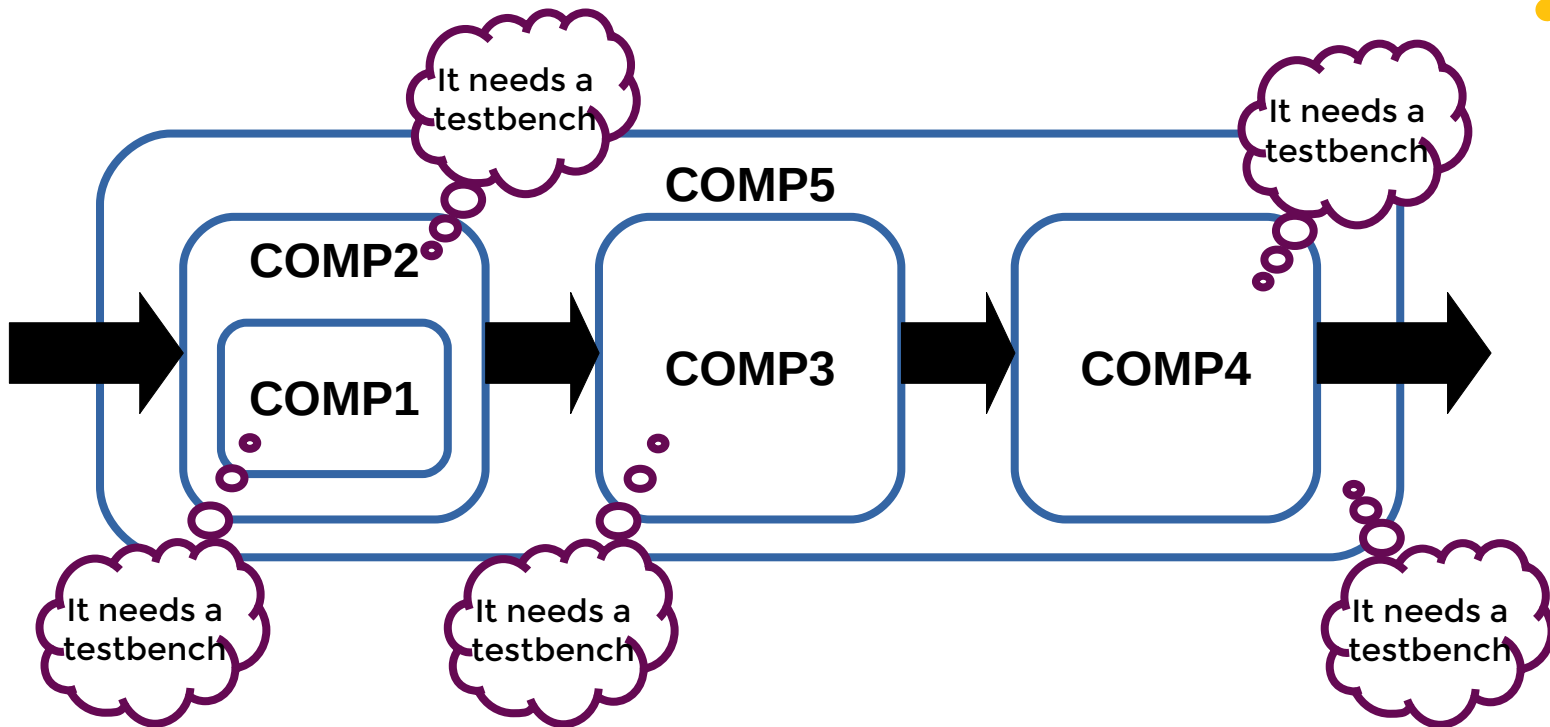 It needs a
testbench
It needs a
testbench
COMP5
COMP2
COMP1
COMP3
COMP4
It needs a
testbench
It needs a
testbench
It needs a
testbench